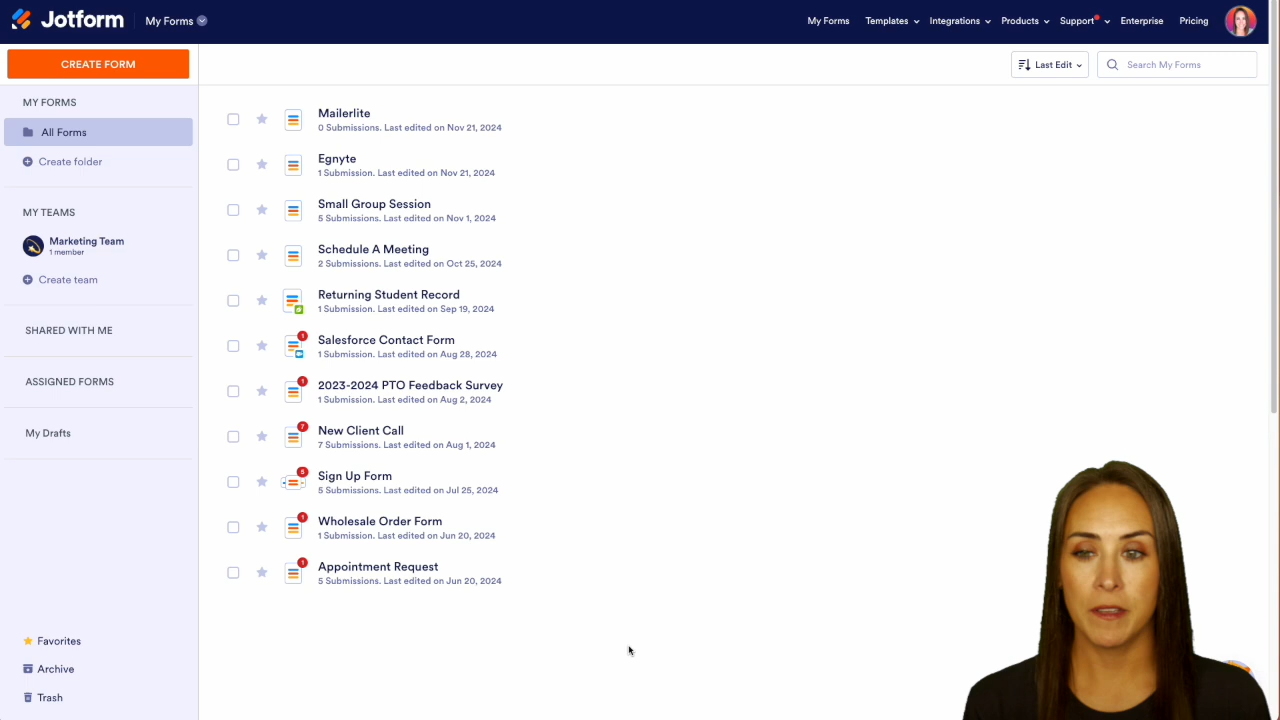 Jotform
My Forms
My Forms
Templates
Integrations
Products
Support
Enterprise
Pricing
CREATE FORM
Last Edit
Search My Forms
MY FORMS
All Forms
Create folder
MY TEAMS
Marketing Team
1 member
Create team
SHARED WITH ME
ASSIGNED FORMS
My Drafts
Favorites
Archive
Trash
Mailerlite
0 Submissions. Last edited on Nov 21, 2024
Egnyte
1 Submission. Last edited on Nov 21, 2024
Small Group Session
5 Submissions. Last edited on Nov 1, 2024
Schedule A Meeting
2 Submissions. Last edited on Oct 25, 2024
Returning Student Record
1 Submission. Last edited on Sep 19, 2024
1
Salesforce Contact Form
1 Submission. Last edited on Aug 28, 2024
1
2023-2024 PTO Feedback Survey
1 Submission. Last edited on Aug 2, 2024
7
New Client Call
7 Submissions. Last edited on Aug 1, 2024
5
Sign Up Form
5 Submissions. Last edited on Jul 25, 2024
1
Wholesale Order Form
1 Submission. Last edited on Jun 20, 2024
1
Appointment Request
5 Submissions. Last edited on Jun 20, 2024